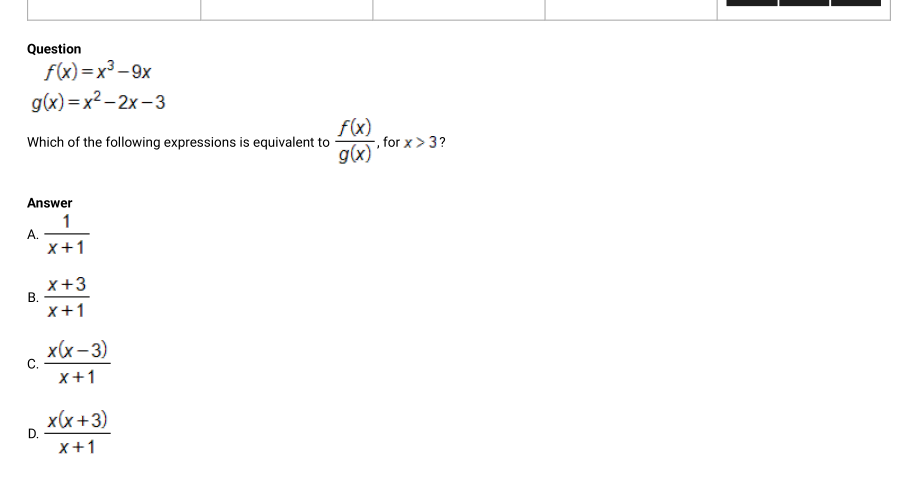 Question
f(x) = x³ – 9x
g(x) = x² – 2x – 3
Which of the following expressions is equivalent to f(x)/g(x), for x > 3?
Answer
A. 1/(x+1)
B. (x+3)/(x+1)
C. x(x–3)/(x+1)
D. x(x+3)/(x+1)